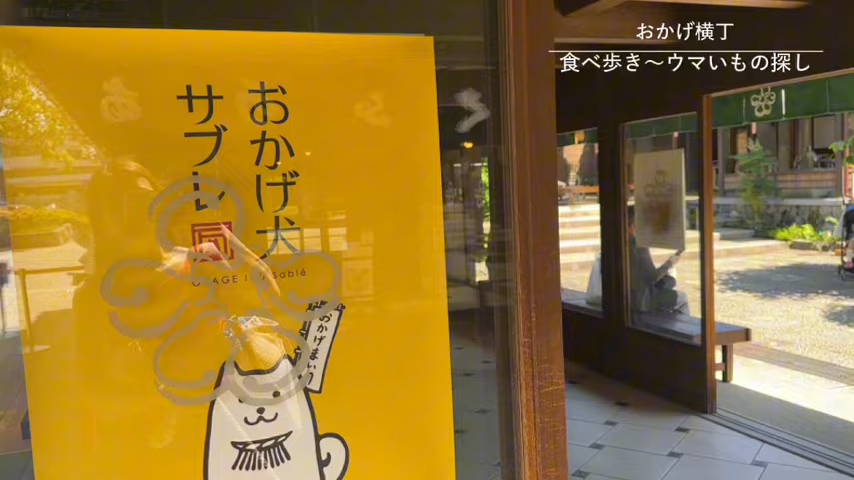 おかげ横丁
食べ歩き～ウマいもの探し
おかげ犬
サブレ
おかげまいり